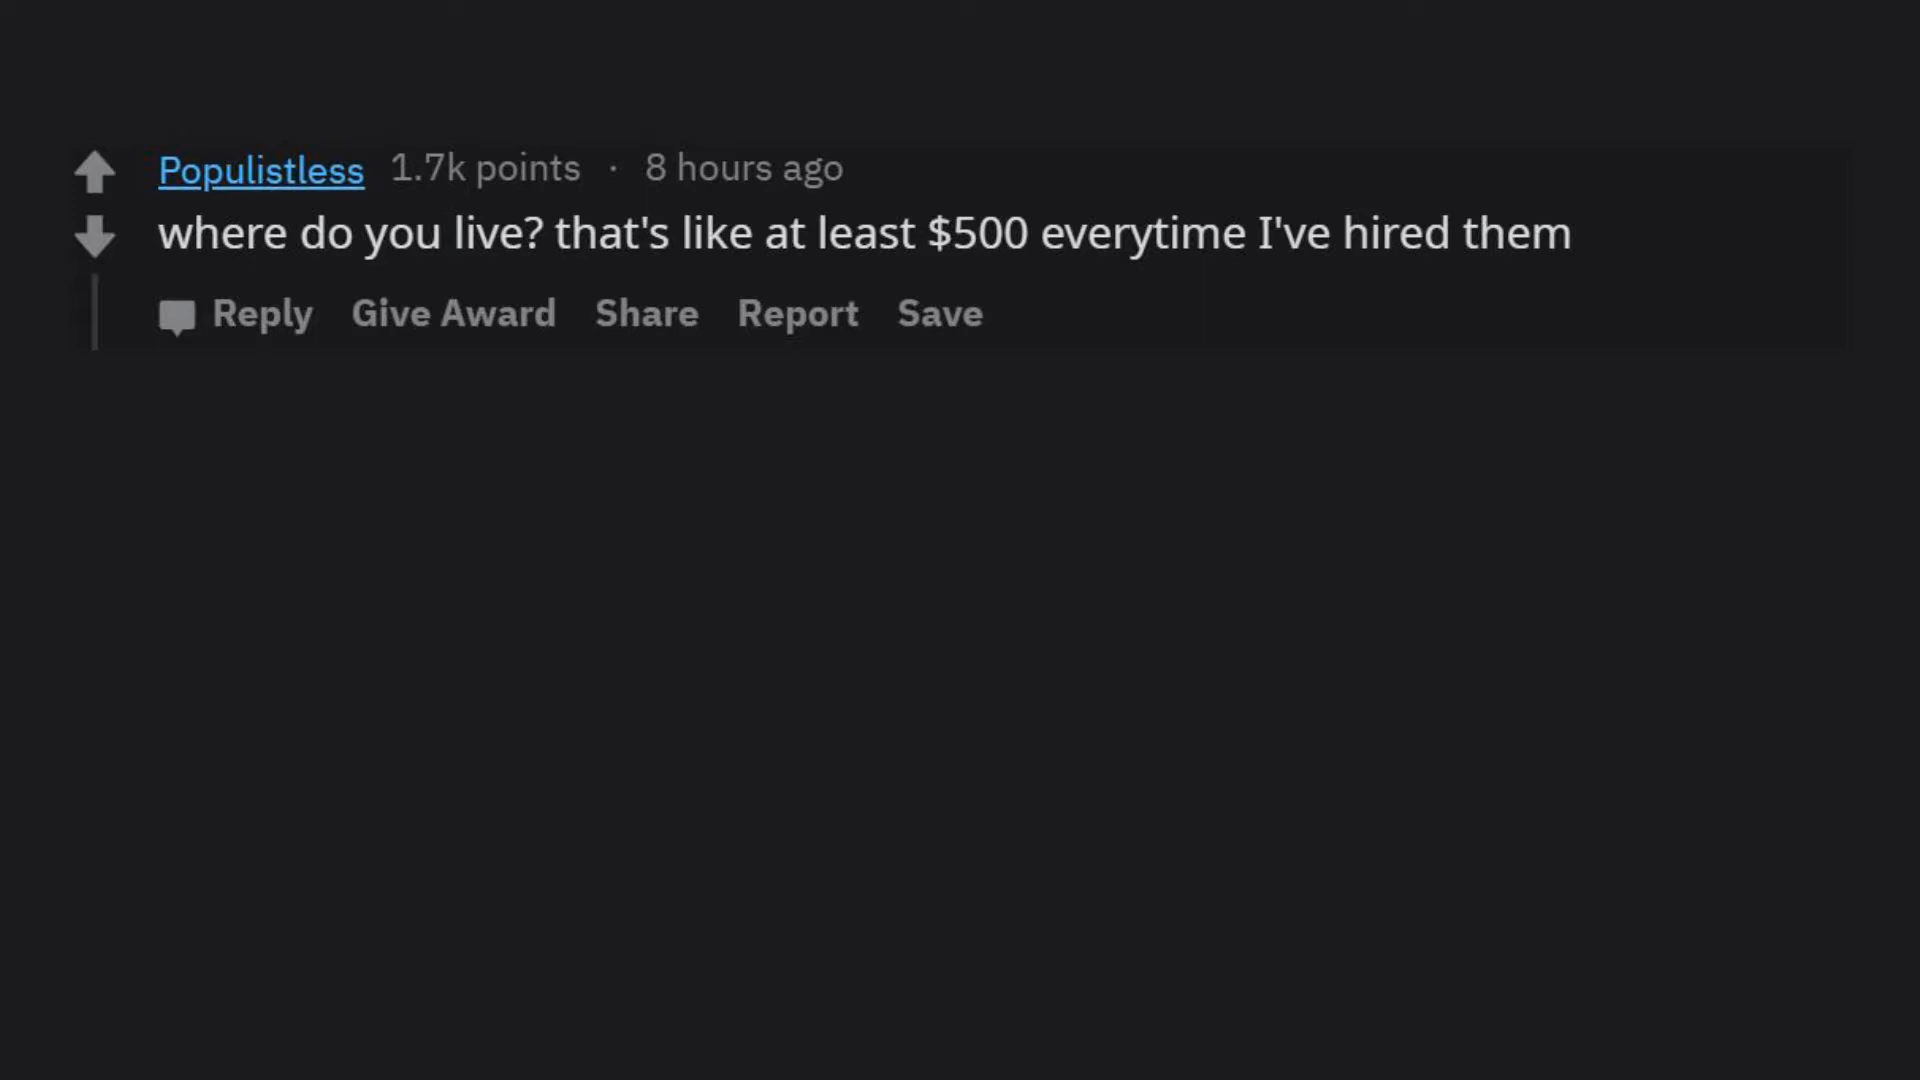 Populistless 1.7k points · 8 hours ago
where do you live? that's like at least $500 everytime I've hired them
Reply Give Award Share Report Save